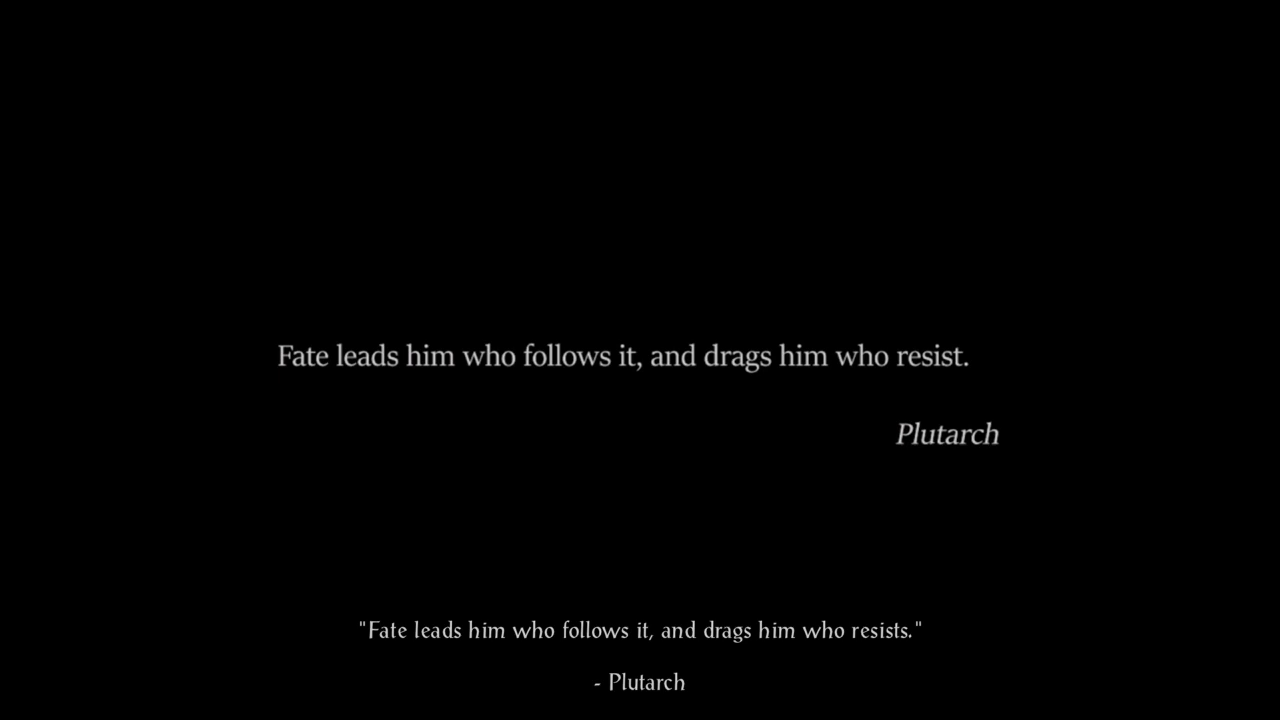 Fate leads him who follows it, and drags him who resist.
Plutarch
"Fate leads him who follows it, and drags him who resists."
- Plutarch